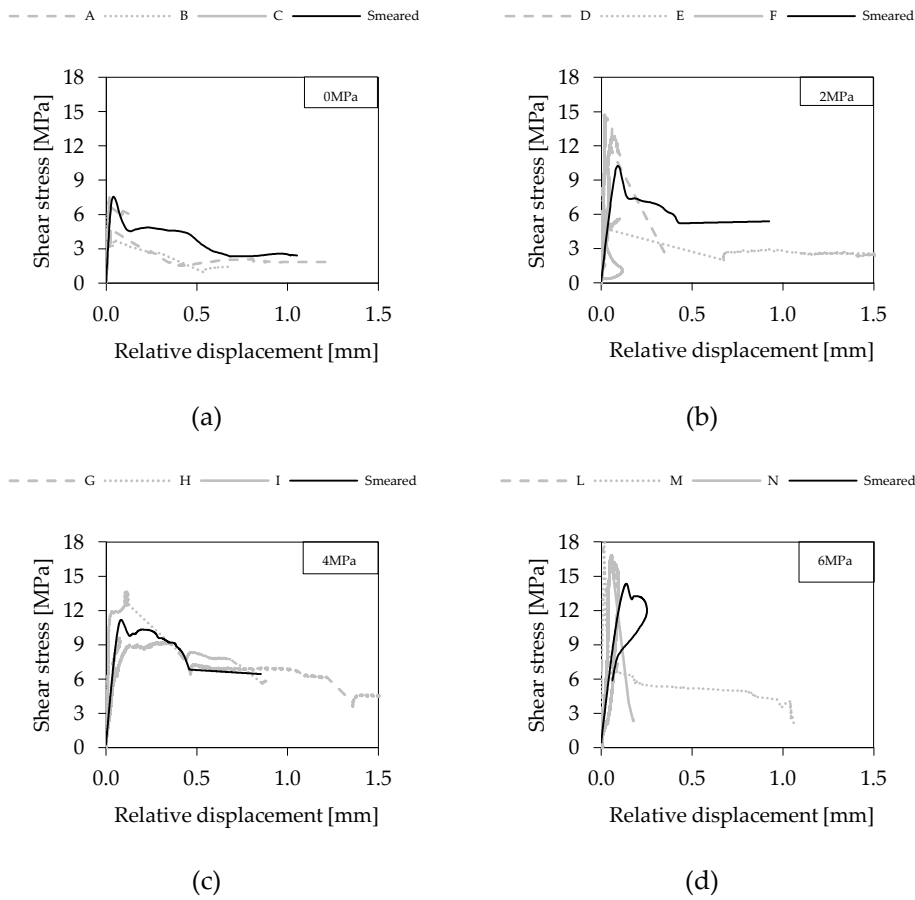 A B C Smeared
D E F Smeared
18
15
12
9
6
3
0
0MPa
Shear stress [MPa]
0.0 0.5 1.0 1.5
Relative displacement [mm]
(a)
18
15
12
9
6
3
0
2MPa
Shear stress [MPa]
0.0 0.5 1.0 1.5
Relative displacement [mm]
(b)
G H I Smeared
L M N Smeared
18
15
12
9
6
3
0
4MPa
Shear stress [MPa]
0.0 0.5 1.0 1.5
Relative displacement [mm]
(c)
18
15
12
9
6
3
0
6MPa
Shear stress [MPa]
0.0 0.5 1.0 1.5
Relative displacement [mm]
(d)